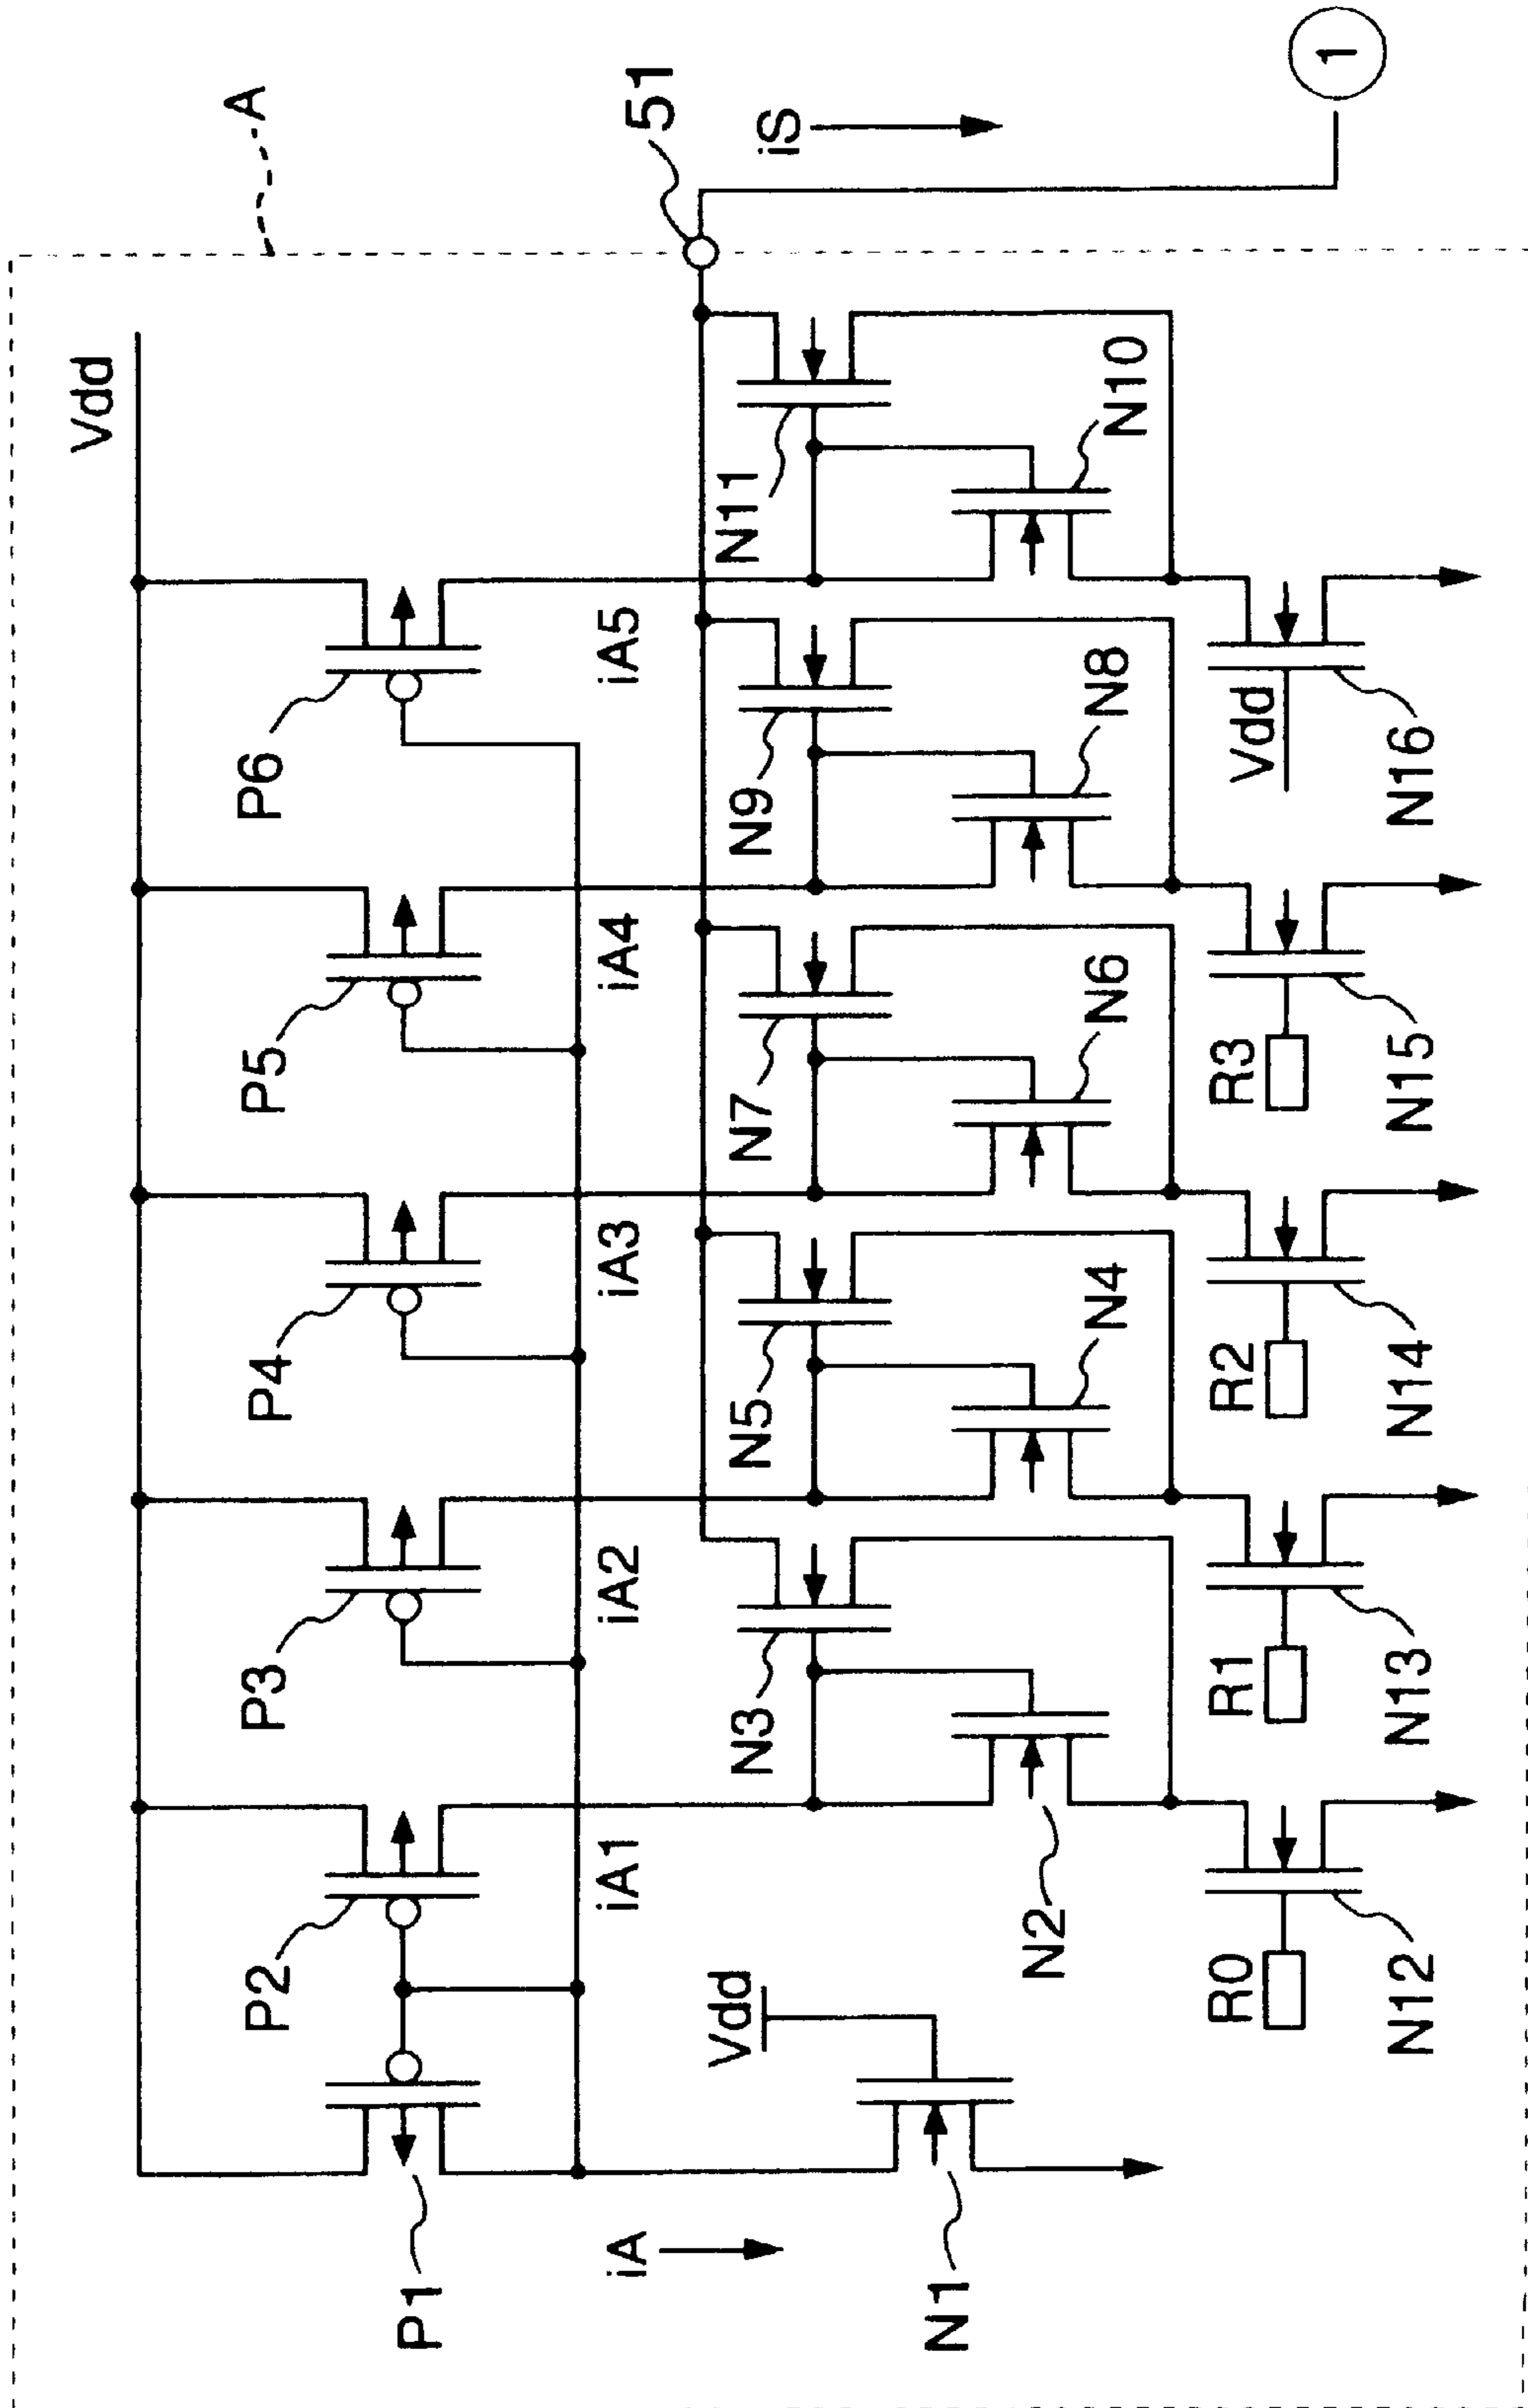 A
Vdd
51
iS
1
P1
P2
P3
P4
P5
P6
iA
iA1
iA2
iA3
iA4
iA5
N3
N5
N7
N9
N11
Vdd
N1
N2
N4
N6
N8
N10
R0
R1
R2
R3
Vdd
N12
N13
N14
N15
N16